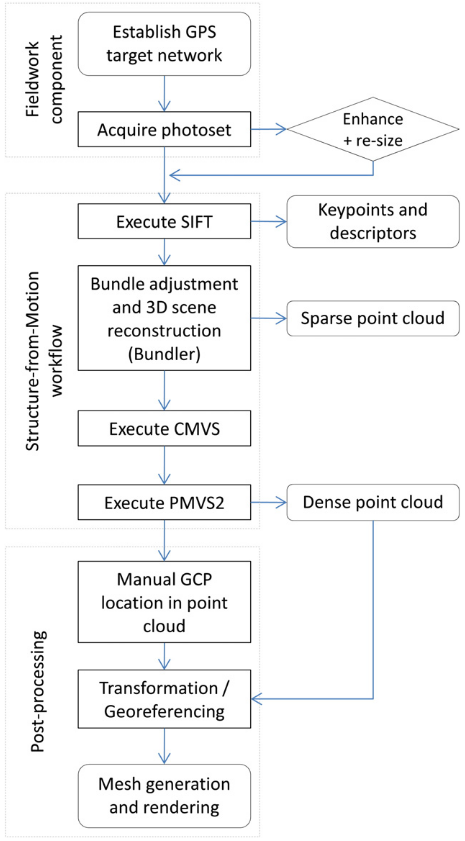 Fieldwork
component
Establish GPS
target network
Acquire photoset
Enhance
+ re-size
Structure-from-Motion
workflow
Execute SIFT
Keypoints and
descriptors
Bundle adjustment
and 3D scene
reconstruction
(Bundler)
Sparse point cloud
Execute CMVS
Execute PMVS2
Dense point cloud
Post-processing
Manual GCP
location in point
cloud
Transformation /
Georeferencing
Mesh generation
and rendering